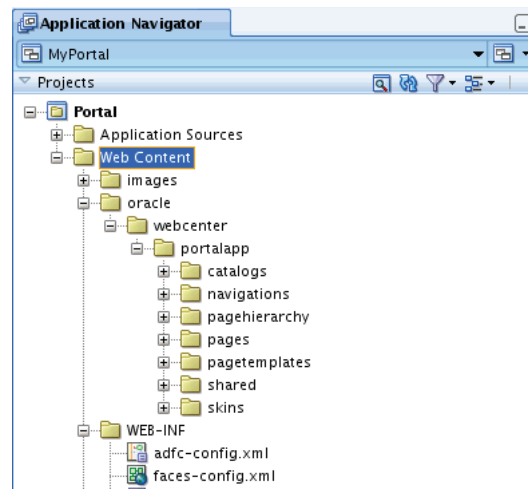 Application Navigator
MyPortal
Projects
Portal
Application Sources
Web Content
images
oracle
webcenter
portalapp
catalogs
navigations
pagehierarchy
pages
pagetemplates
shared
skins
WEB-INF
adfc-config.xml
faces-config.xml